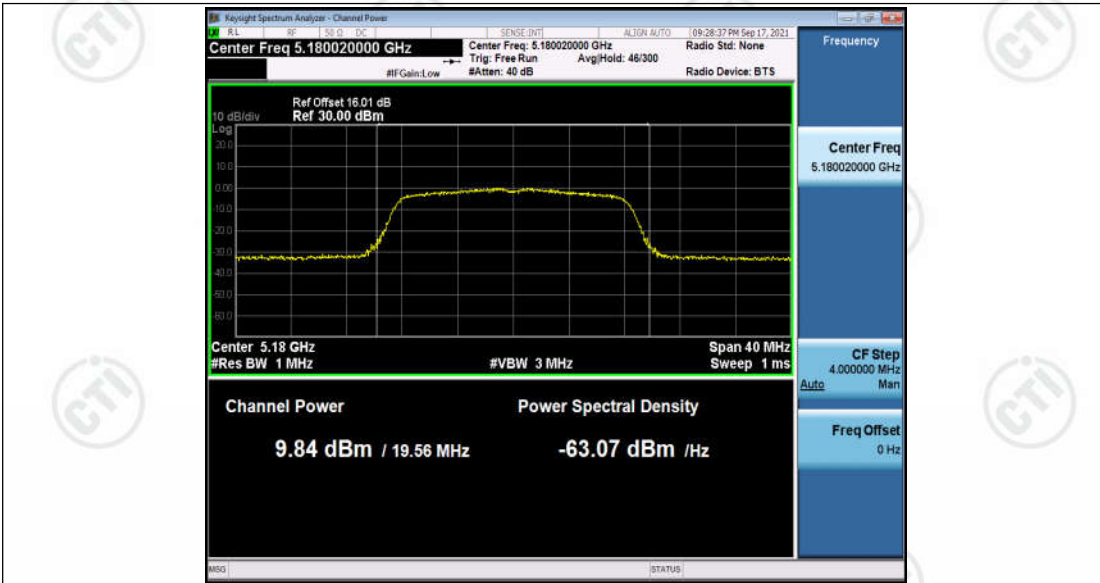 CTI
CTI
Keysight Spectrum Analyzer - Channel Power
RL RF 50 Ω DC SENSE:INT ALIGN AUTO 09:28:37 PM Sep 17, 2021
Center Freq 5.180020000 GHz
Center Freq: 5.180020000 GHz
Radio Std: None
Trig: Free Run Avg|Hold: 46/300
#IFGain:Low #Atten: 40 dB Radio Device: BTS
Frequency
Ref Offset 16.01 dB
10 dB/div Ref 30.00 dBm
Log
20.0
10.0
0.00
-10.0
-20.0
-30.0
-40.0
-50.0
-60.0
Center Freq
5.180020000 GHz
Center 5.18 GHz Span 40 MHz
#Res BW 1 MHz #VBW 3 MHz Sweep 1 ms
CF Step
4.000000 MHz
Auto Man
Freq Offset
0 Hz
Channel Power Power Spectral Density
9.84 dBm / 19.56 MHz -63.07 dBm /Hz
CTI
CTI
MSG STATUS